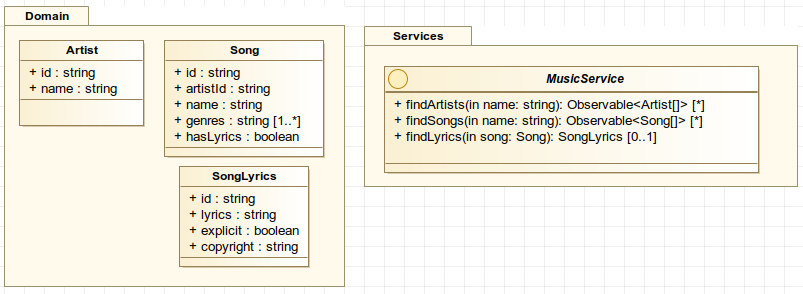 Domain
Artist
+ id : string
+ name : string
Song
+ id : string
+ artistId : string
+ name : string
+ genres : string [1..*]
+ hasLyrics : boolean
SongLyrics
+ id : string
+ lyrics : string
+ explicit : boolean
+ copyright : string
Services
MusicService
+ findArtists(in name: string): Observable<Artist[]> [*]
+ findSongs(in name: string): Observable<Song[]> [*]
+ findLyrics(in song: Song): SongLyrics [0..1]